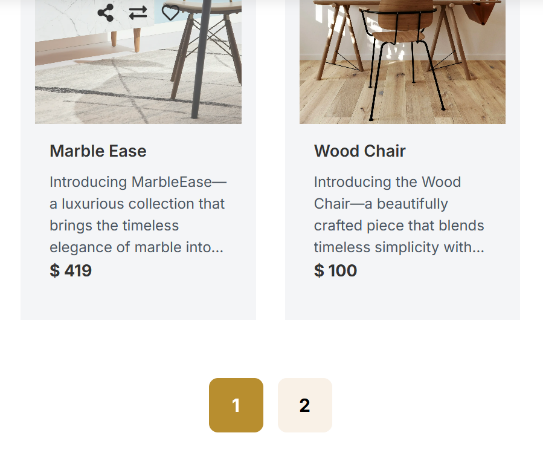 Marble Ease
Introducing MarbleEase—
a luxurious collection that
brings the timeless
elegance of marble into...
$ 419
Wood Chair
Introducing the Wood
Chair—a beautifully
crafted piece that blends
timeless simplicity with...
$ 100
1
2